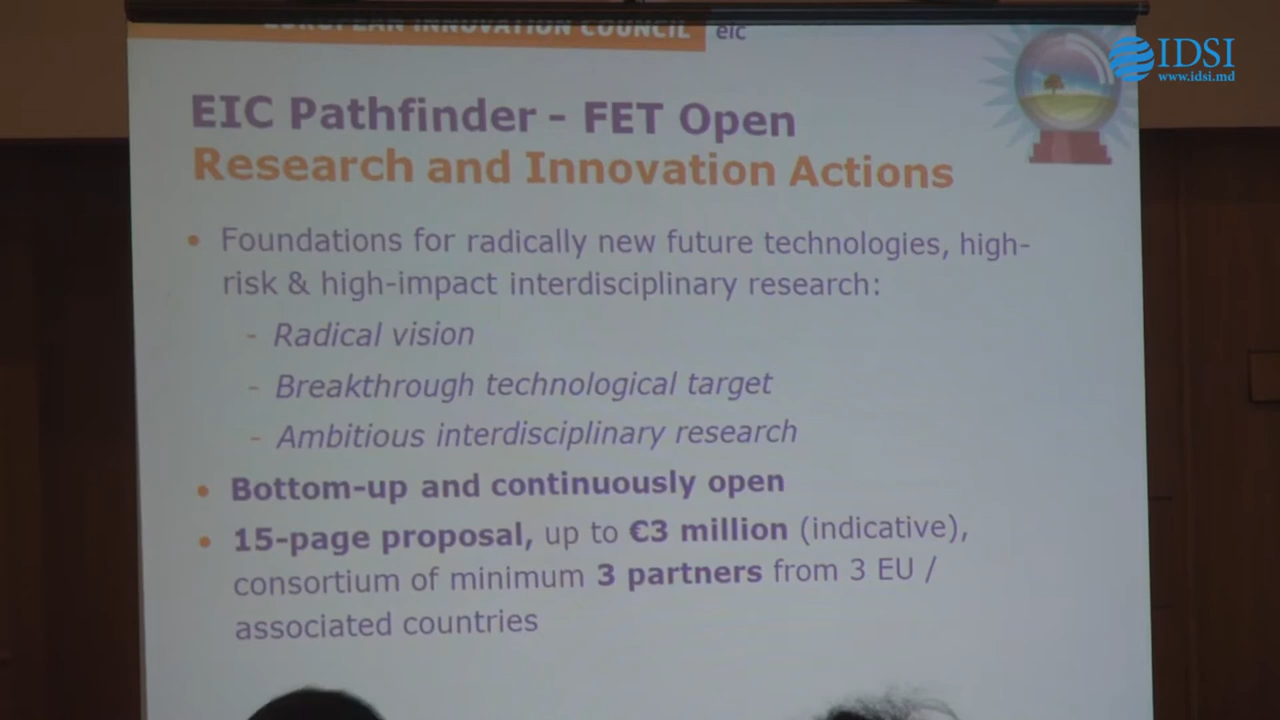 EUROPEAN INNOVATION COUNCIL eic
IDSI
www.idsi.md
EIC Pathfinder - FET Open
Research and Innovation Actions
• Foundations for radically new future technologies, high-
risk & high-impact interdisciplinary research:
- Radical vision
- Breakthrough technological target
- Ambitious interdisciplinary research
• Bottom-up and continuously open
• 15-page proposal, up to €3 million (indicative),
consortium of minimum 3 partners from 3 EU /
associated countries